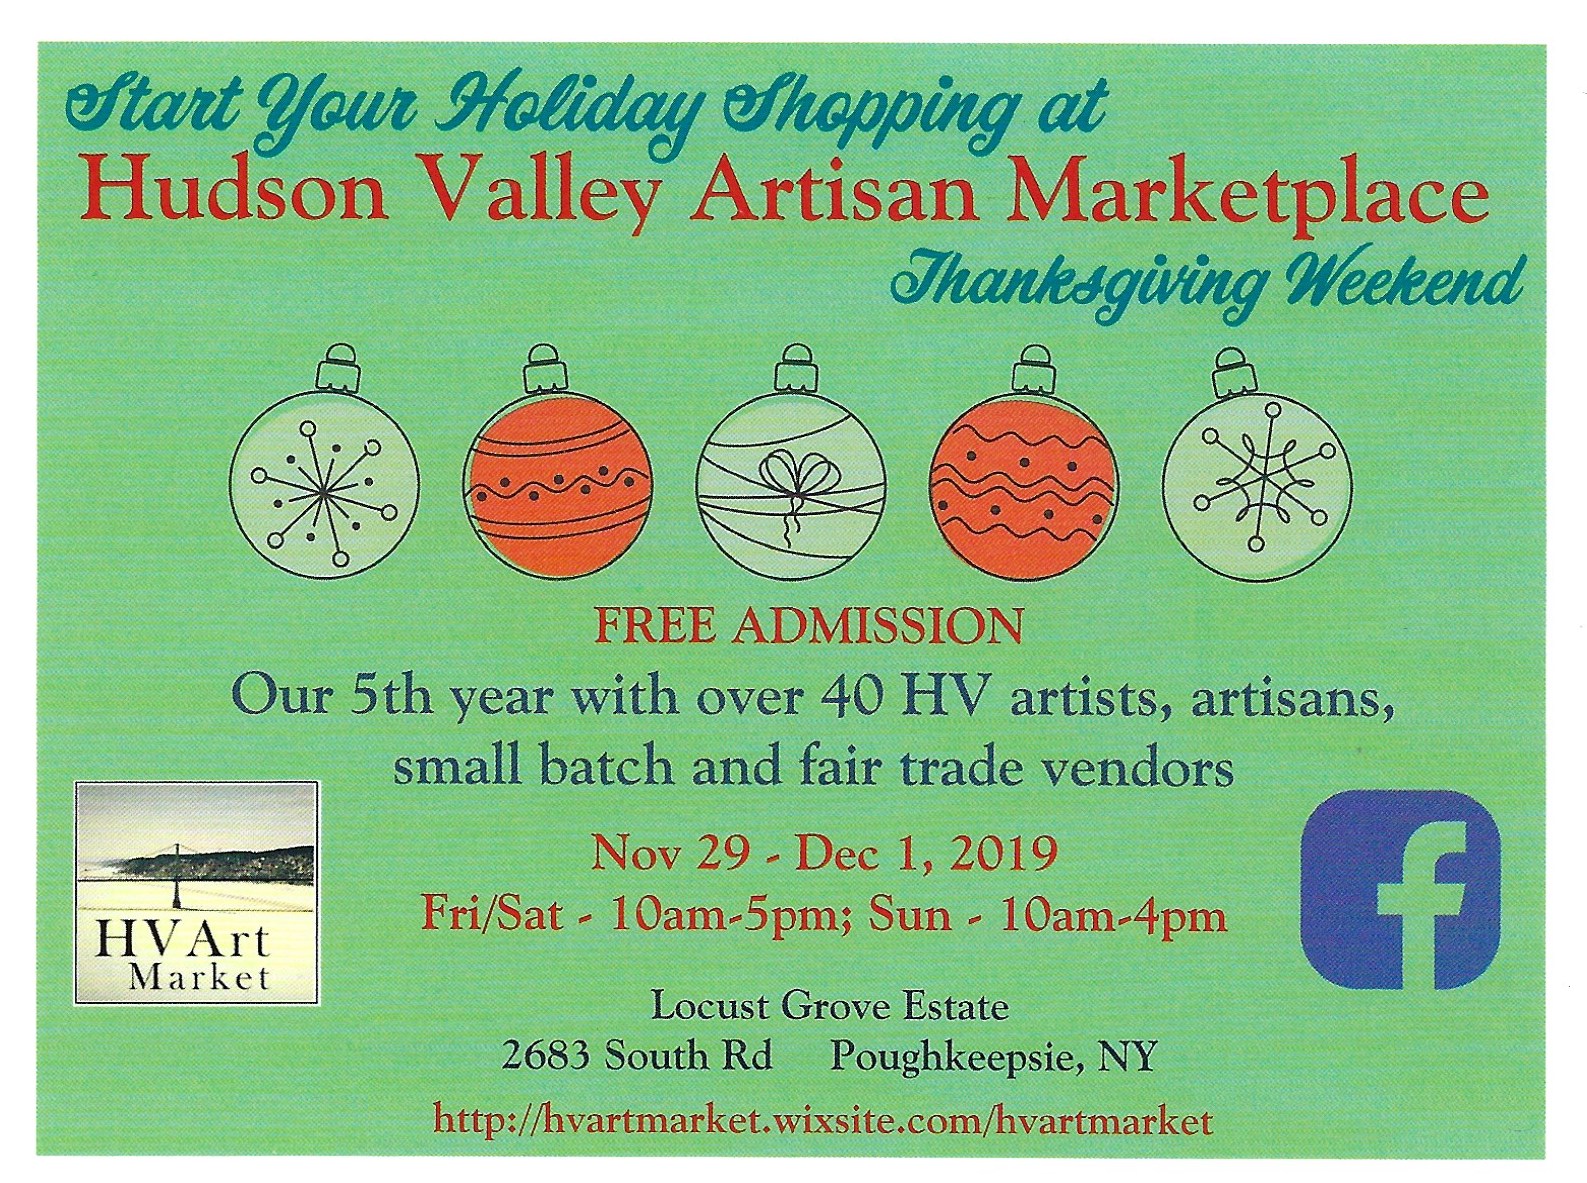 Start Your Holiday Shopping at
Hudson Valley Artisan Marketplace
Thanksgiving Weekend
FREE ADMISSION
Our 5th year with over 40 HV artists, artisans,
small batch and fair trade vendors
Nov 29 - Dec 1, 2019
Fri/Sat - 10am-5pm; Sun - 10am-4pm
HVArt
Market
f
Locust Grove Estate
2683 South Rd Poughkeepsie, NY
http://hvartmarket.wixsite.com/hvartmarket